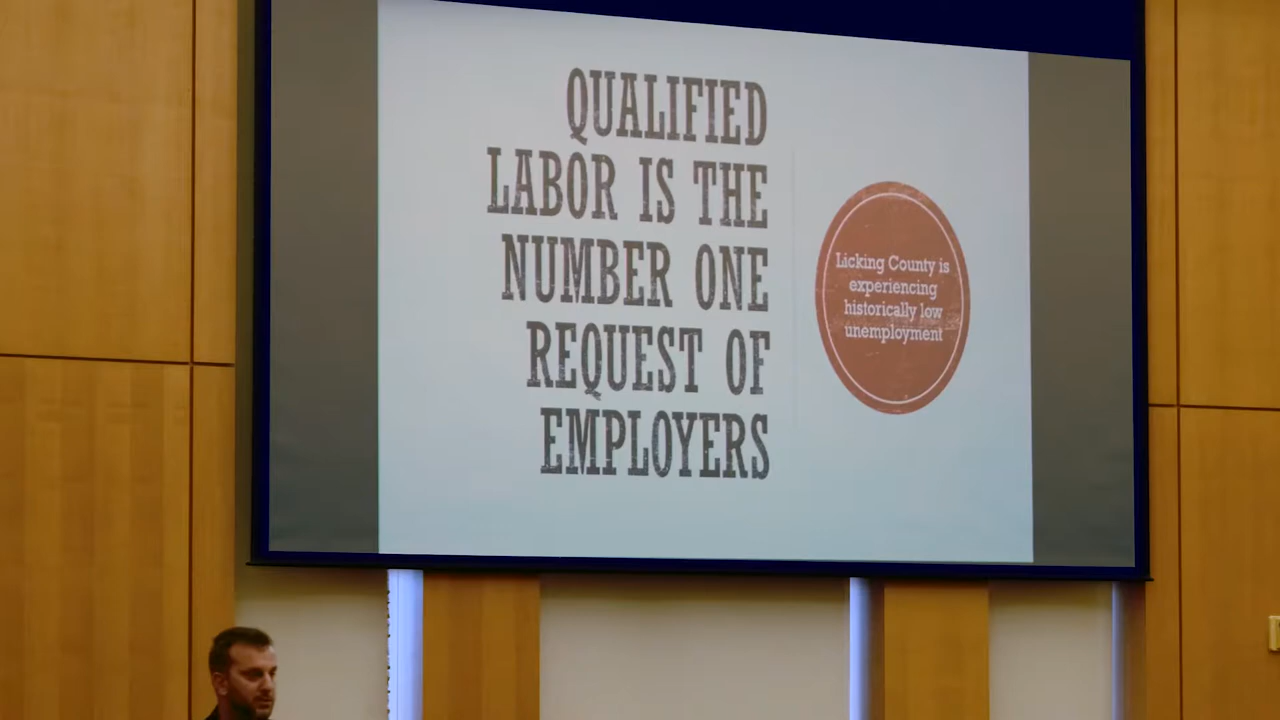 QUALIFIED
LABOR IS THE
NUMBER ONE
REQUEST OF
EMPLOYERS
Licking County is
experiencing
historically low
unemployment